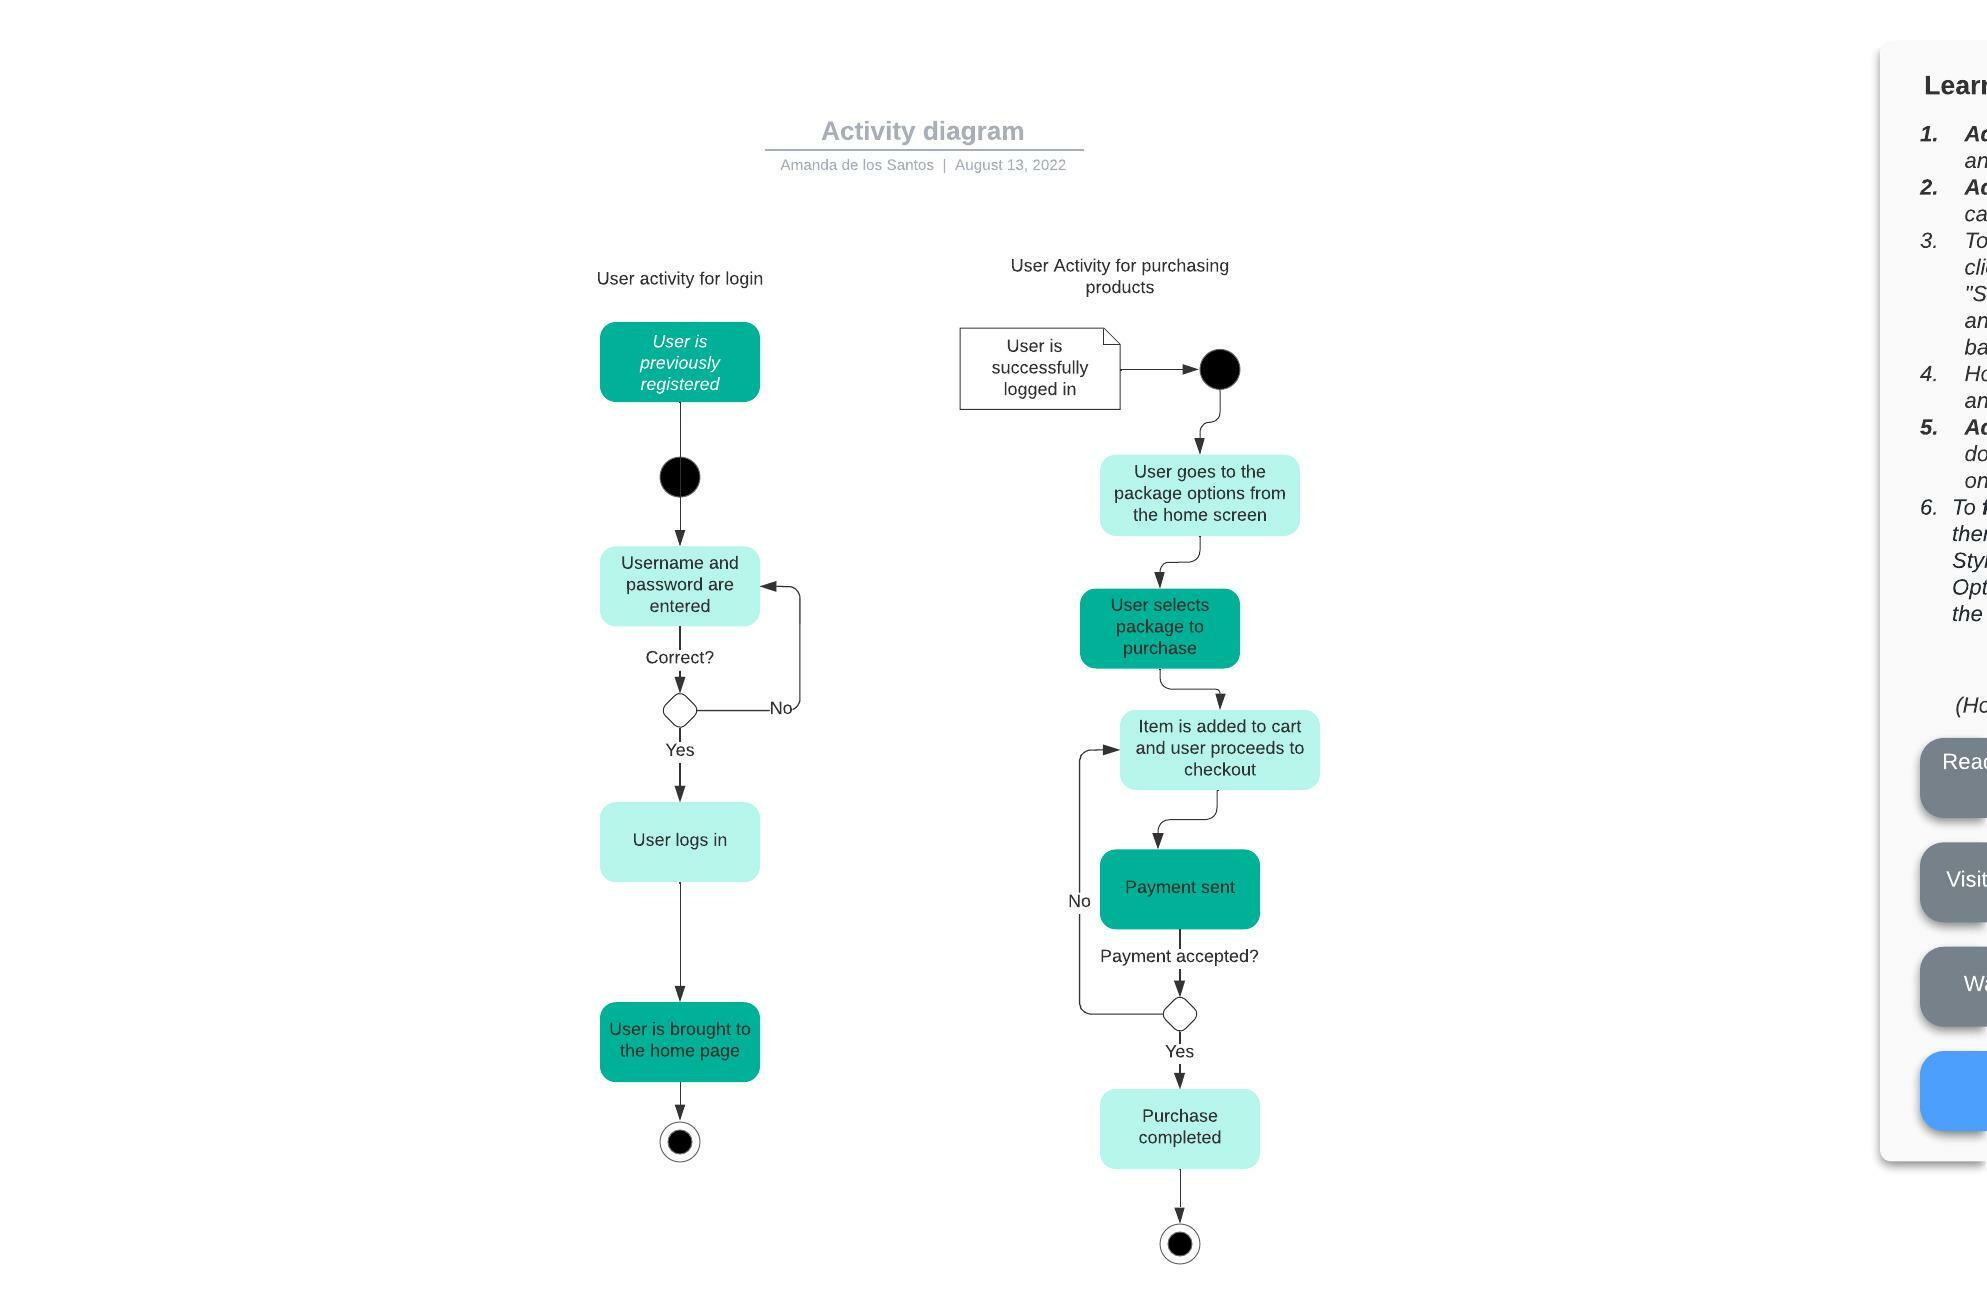 Activity diagram
Amanda de los Santos | August 13, 2022
User activity for login
User is
previously
registered
Username and
password are
entered
Correct?
No
Yes
User logs in
User is brought to
the home page
User Activity for purchasing
products
User is
successfully
logged in
User goes to the
package options from
the home screen
User selects
package to
purchase
Item is added to cart
and user proceeds to
checkout
Payment sent
No
Payment accepted?
Yes
Purchase
completed
1.
2.
3. To
"S
4.
5.
6. To
the